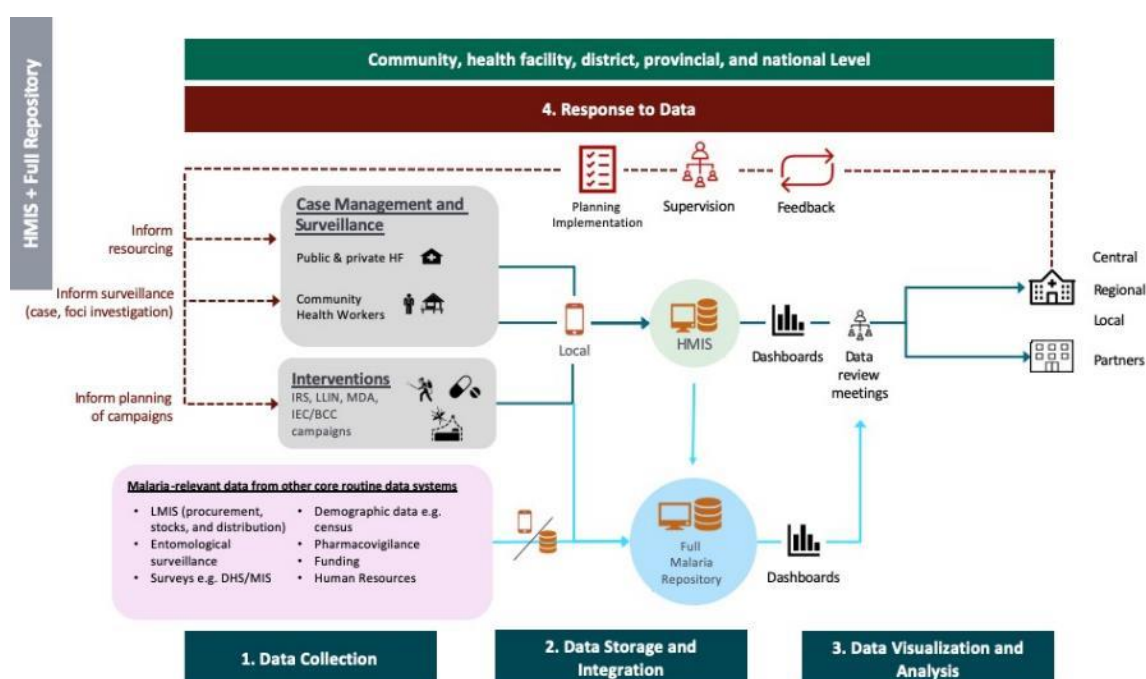 HMIS + Full Repository
Community, health facility, district, provincial, and national Level
4. Response to Data
Planning
Implementation
Supervision
Feedback
Inform
resourcing
Inform surveillance
(case, foci investigation)
Inform planning
of campaigns
Case Management and
Surveillance
Public & private HF
Community
Health Workers
Interventions
IRS, LLIN, MDA,
IEC/BCC
campaigns
Local
HMIS
Dashboards
Data
review
meetings
Central
Regional
Local
Partners
Malaria-relevant data from other core routine data systems
• LMIS (procurement,
stocks, and distribution)
• Entomological
surveillance
• Surveys e.g. DHS/MIS
• Demographic data e.g.
census
• Pharmacovigilance
• Funding
• Human Resources
Full
Malaria
Repository
Dashboards
1. Data Collection
2. Data Storage and
Integration
3. Data Visualization and
Analysis